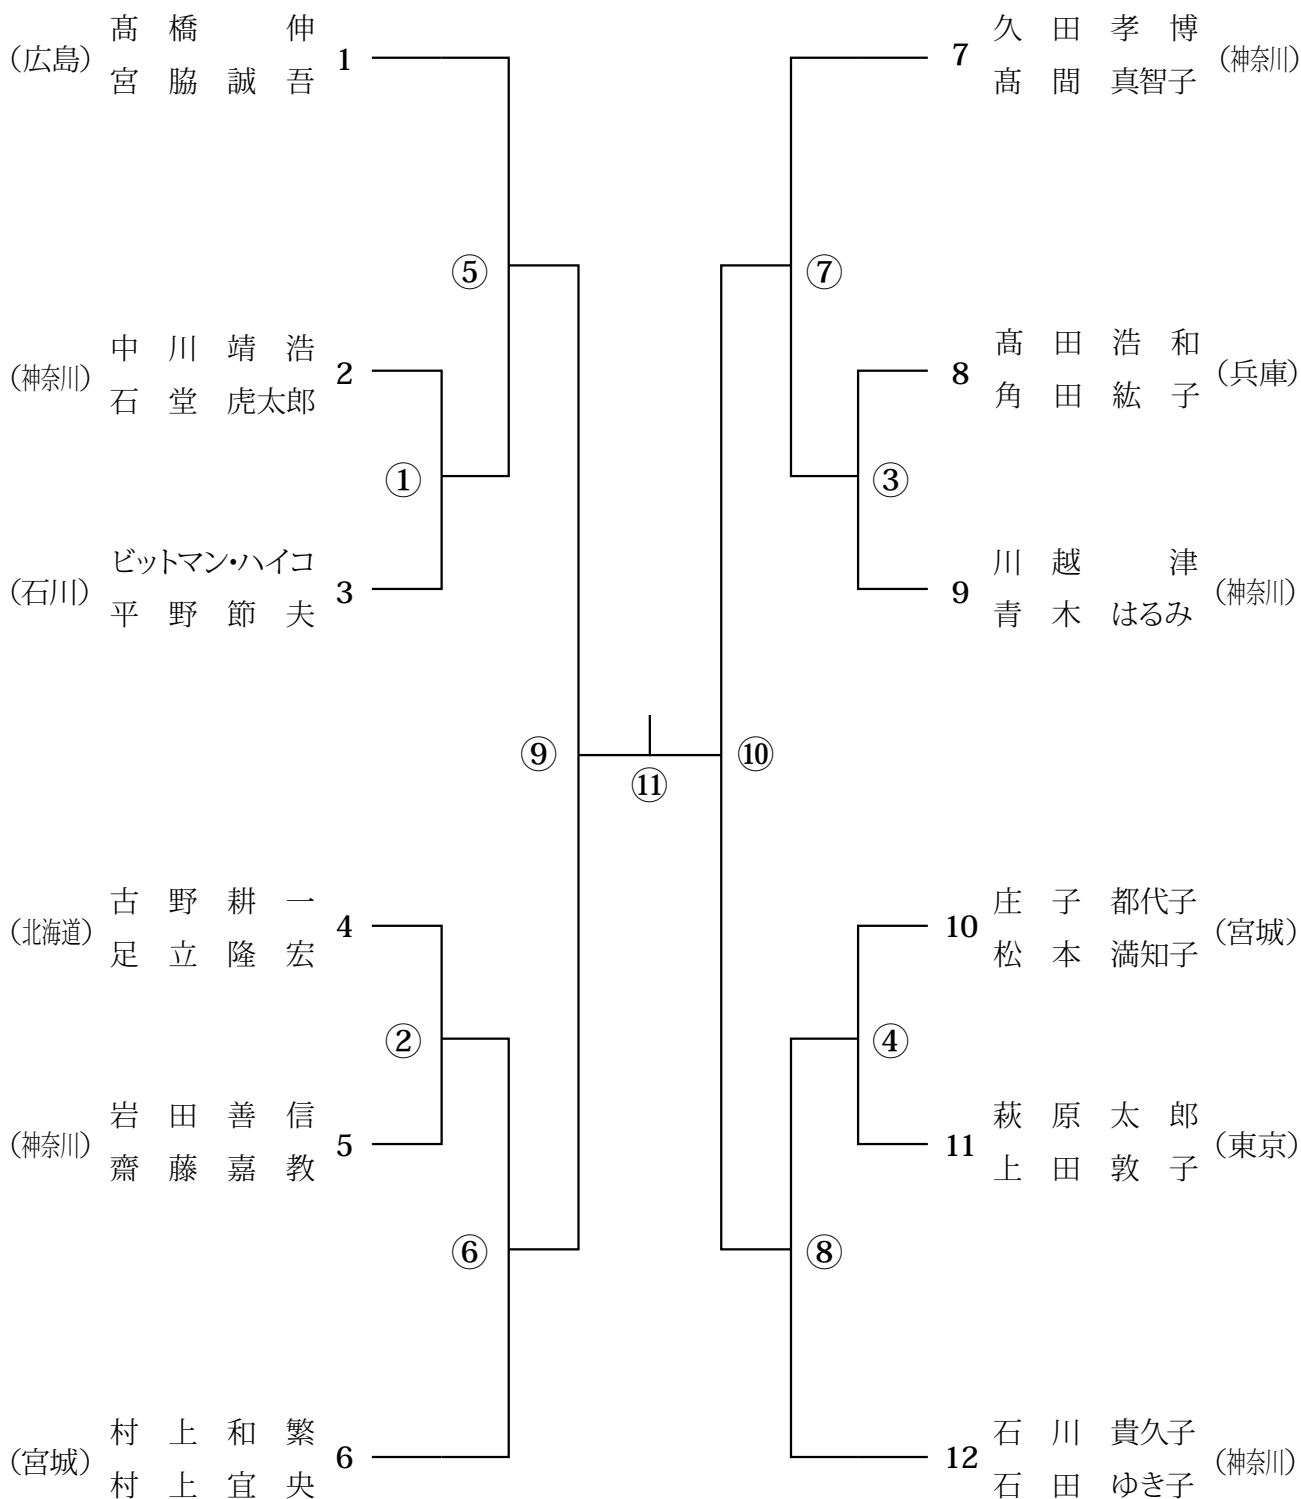 髙橋 伸
(広島) 1
宮脇誠吾
中川靖浩
(神奈川) 2
石堂虎太郎
ビットマン・ハイコ
(石川) 3
平野節夫
古野耕一
(北海道) 4
足立隆宏
岩田善信
(神奈川) 5
齋藤嘉教
村上和繁
(宮城) 6
村上宜央
⑤
①
⑨
②
⑥
⑪
⑦
③
⑩
④
⑧
久田孝博
7 (神奈川)
髙間真智子
髙田浩和
8 (兵庫)
角田紘子
川越 津
9 (神奈川)
青木はるみ
庄子都代子
10 (宮城)
松本満知子
萩原太郎
11 (東京)
上田敦子
石川貴久子
12 (神奈川)
石田ゆき子